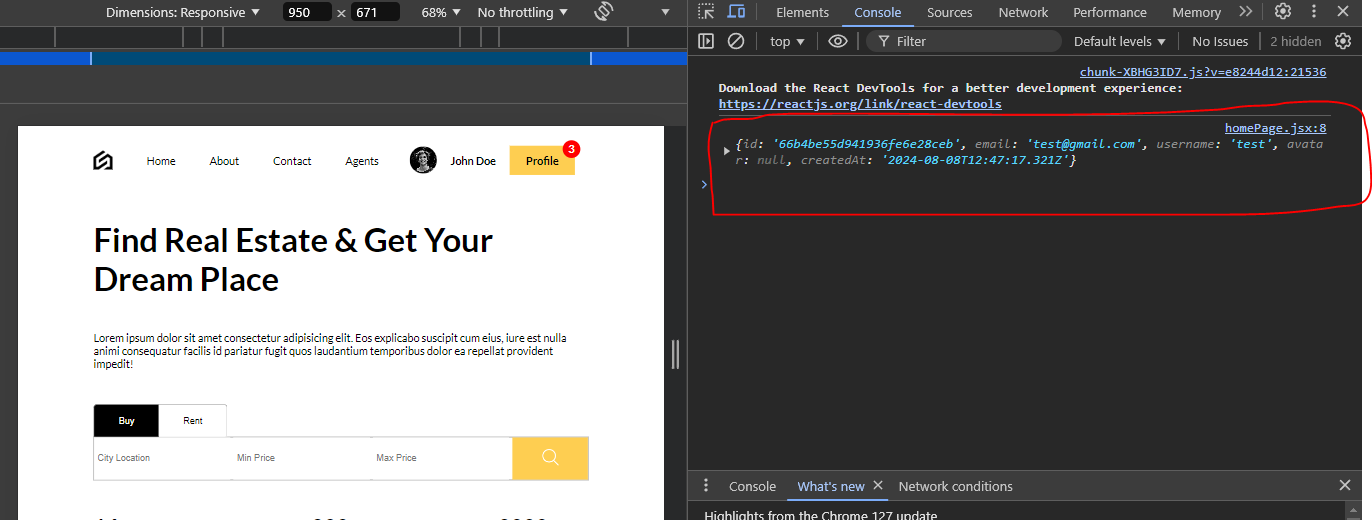 Dimensions: Responsive 950 × 671 68% No throttling
Elements Console Sources Network Performance Memory
top Filter Default levels No Issues 2 hidden
chunk-XBHG3ID7.js?v=e8244d12:21536
Download the React DevTools for a better development experience:
https://reactjs.org/link/react-devtools
homePage.jsx:8
{id: '66b4be55d941936fe6e28ceb', email: 'test@gmail.com', username: 'test', avata
r: null, createdAt: '2024-08-08T12:47:17.321Z'}
Home About Contact Agents John Doe Profile 3
Find Real Estate & Get Your
Dream Place
Lorem ipsum dolor sit amet consectetur adipisicing elit. Eos explicabo suscipit cum eius, iure est nulla
animi consequatur facilis id pariatur fugit quos laudantium temporibus dolor ea repellat provident
impedit!
Buy Rent
City Location Min Price Max Price
Console What's new Network conditions
Highlights from the Chrome 127 update